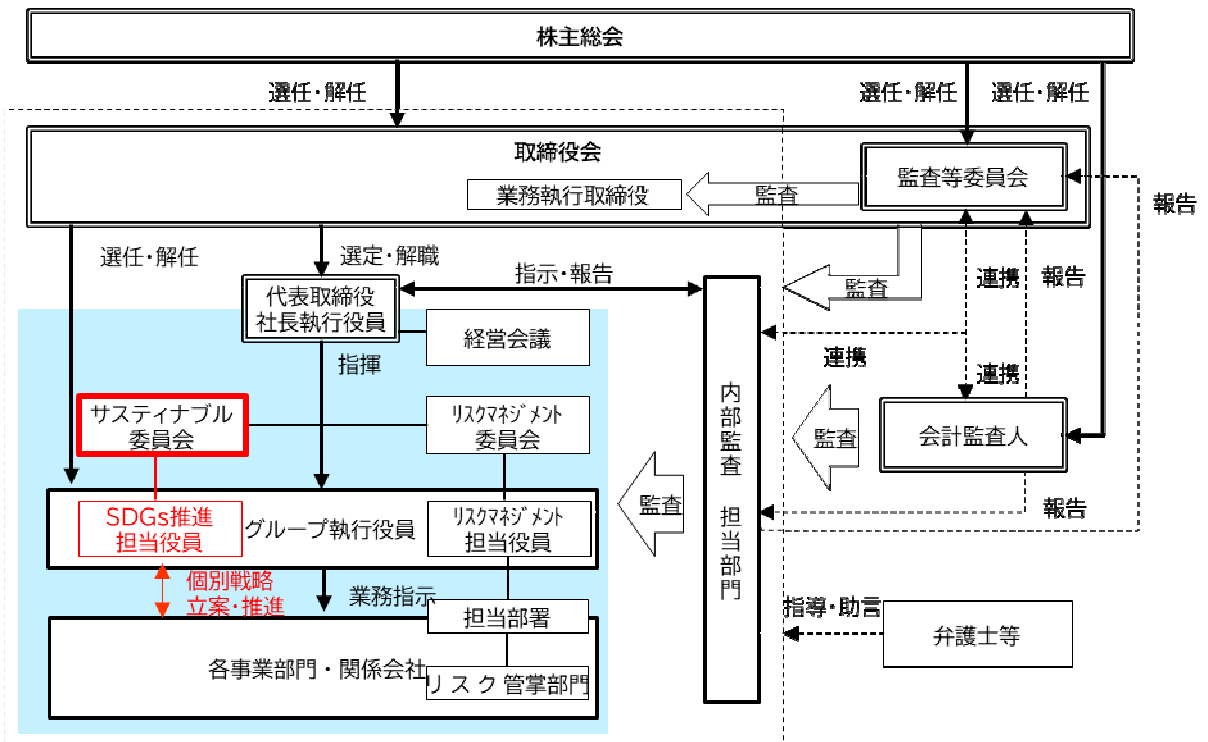 株主総会
選任･解任
選任･解任
選任･解任
取締役会
監査等委員会
業務執行取締役
監査
報告
選任･解任
選定･解職
指示･報告
連携
報告
代表取締役
社長執行役員
監査
経営会議
指揮
連携
連携
サスティナブル
委員会
ﾘｽｸﾏﾈｼﾞﾒﾝﾄ
委員会
内部監査 担当部門
監査
会計監査人
監査
報告
SDGs推進
担当役員
グループ執行役員
ﾘｽｸﾏﾈｼﾞﾒﾝﾄ
担当役員
個別戦略
立案･推進
業務指示
担当部署
指導･助言
弁護士等
各事業部門・関係会社
リスク管掌部門